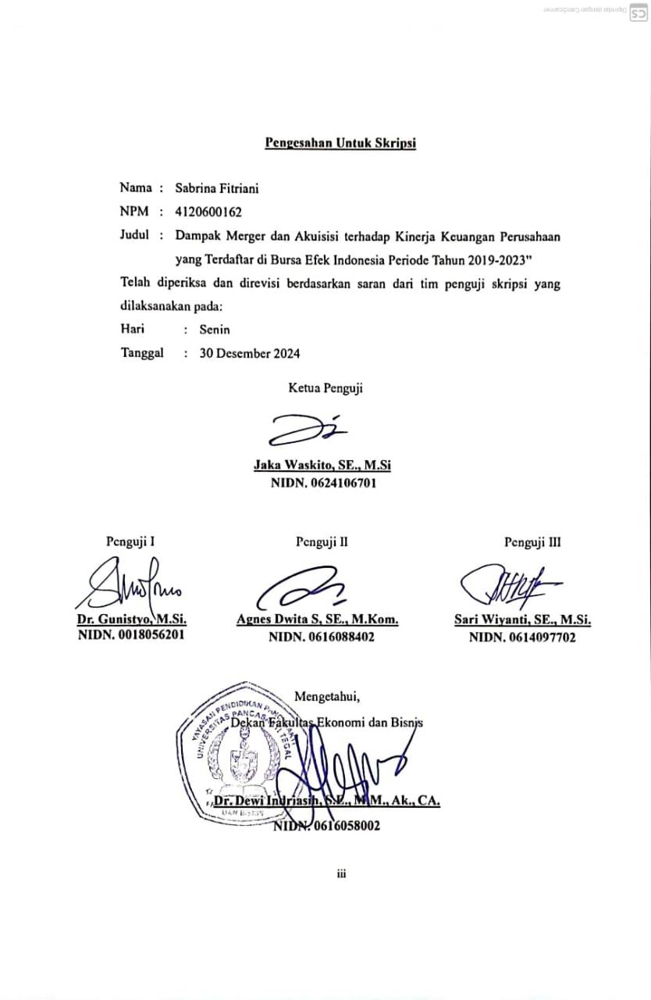 Dipindai dengan CamScanner
CS
Pengesahan Untuk Skripsi
Nama : Sabrina Fitriani
NPM : 4120600162
Judul : Dampak Merger dan Akuisisi terhadap Kinerja Keuangan Perusahaan
yang Terdaftar di Bursa Efek Indonesia Periode Tahun 2019-2023"
Telah diperiksa dan direvisi berdasarkan saran dari tim penguji skripsi yang
dilaksanakan pada:
Hari : Senin
Tanggal : 30 Desember 2024
Ketua Penguji
Jaka Waskito, SE., M.Si
NIDN. 0624106701
Penguji I Penguji II Penguji III
Dr. Gunistyo, M.Si. Agnes Dwita S, SE., M.Kom. Sari Wiyanti, SE., M.Si.
NIDN. 0018056201 NIDN. 0616088402 NIDN. 0614097702
Mengetahui,
YAYASAN PENDIDIKAN
UNIVERSITAS TEGAL
Dekan Fakultas Ekonomi dan Bisnis
Dr. Dewi Indriasih, S.E., M.M., Ak., CA.
DAN BISNIS
NIDN. 0616058002
iii